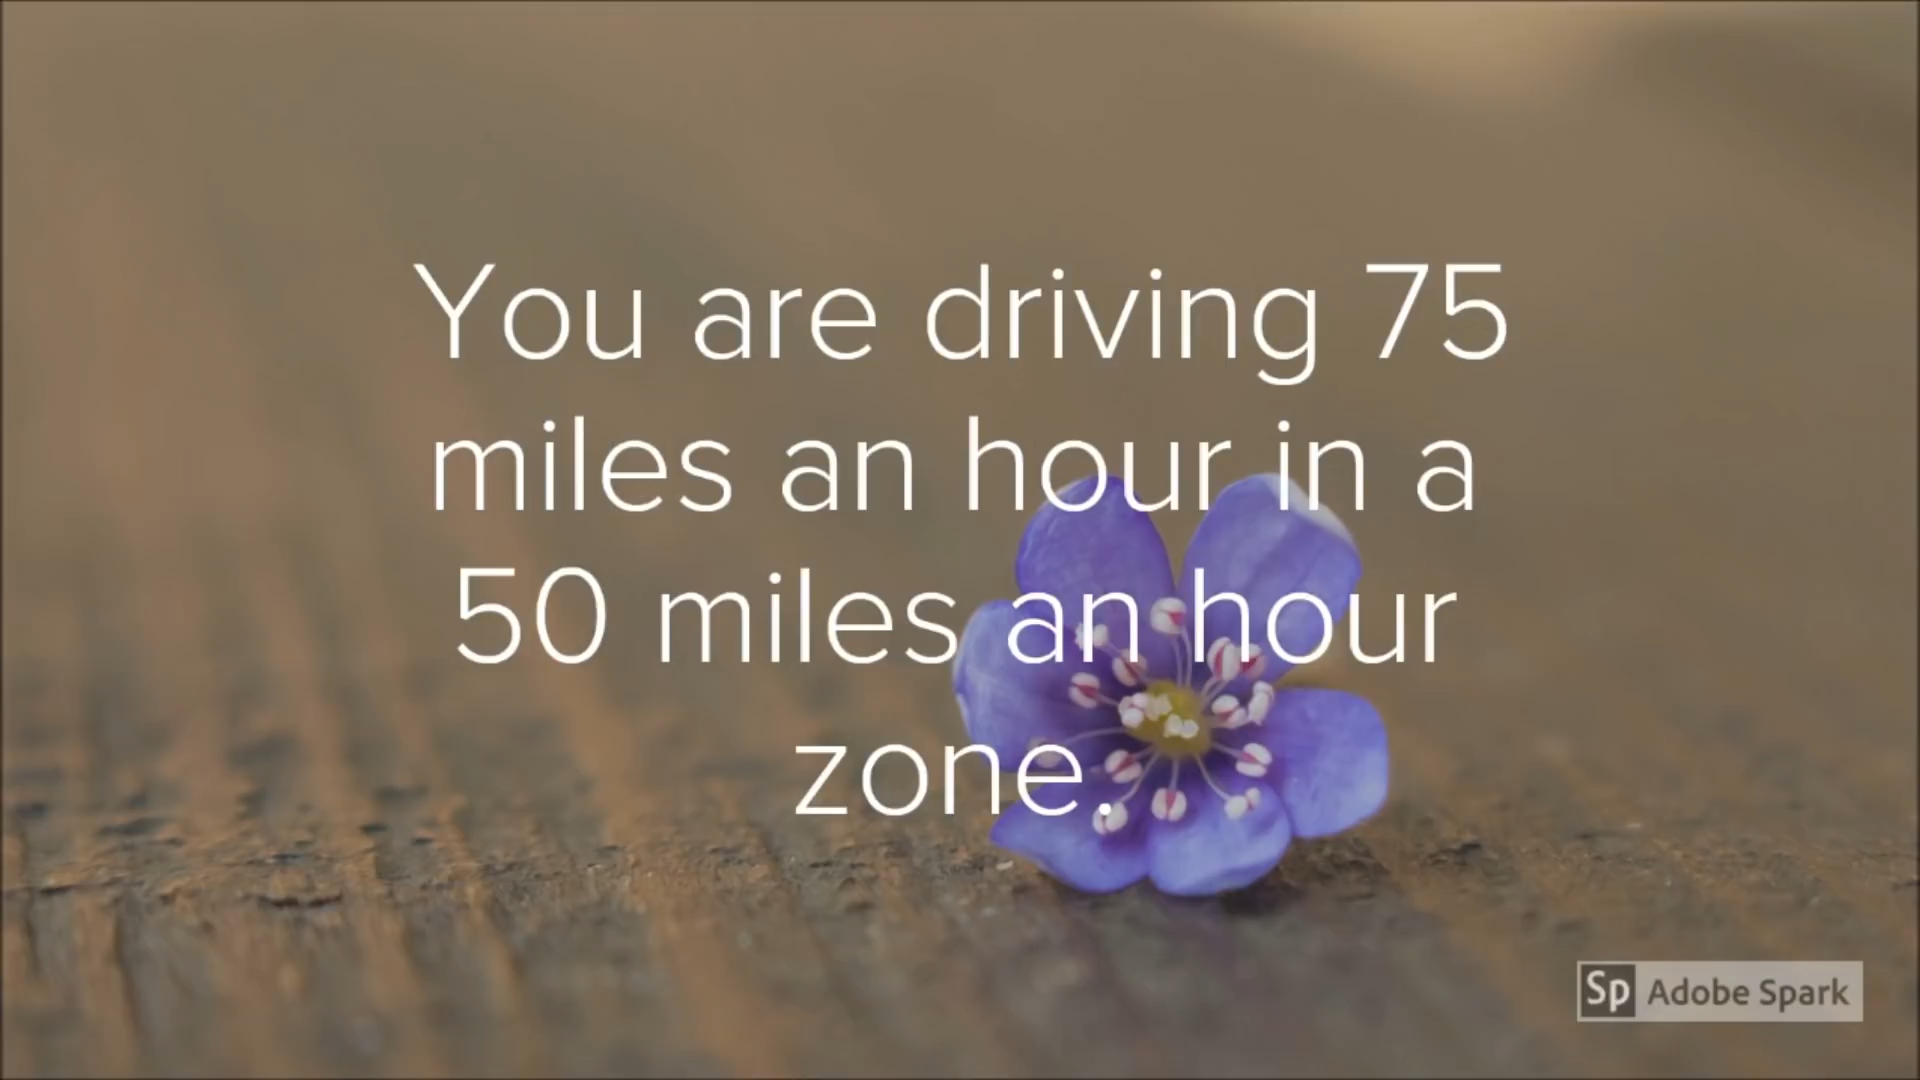 You are driving 75
miles an hour in a
50 miles an hour
zone.
Sp Adobe Spark